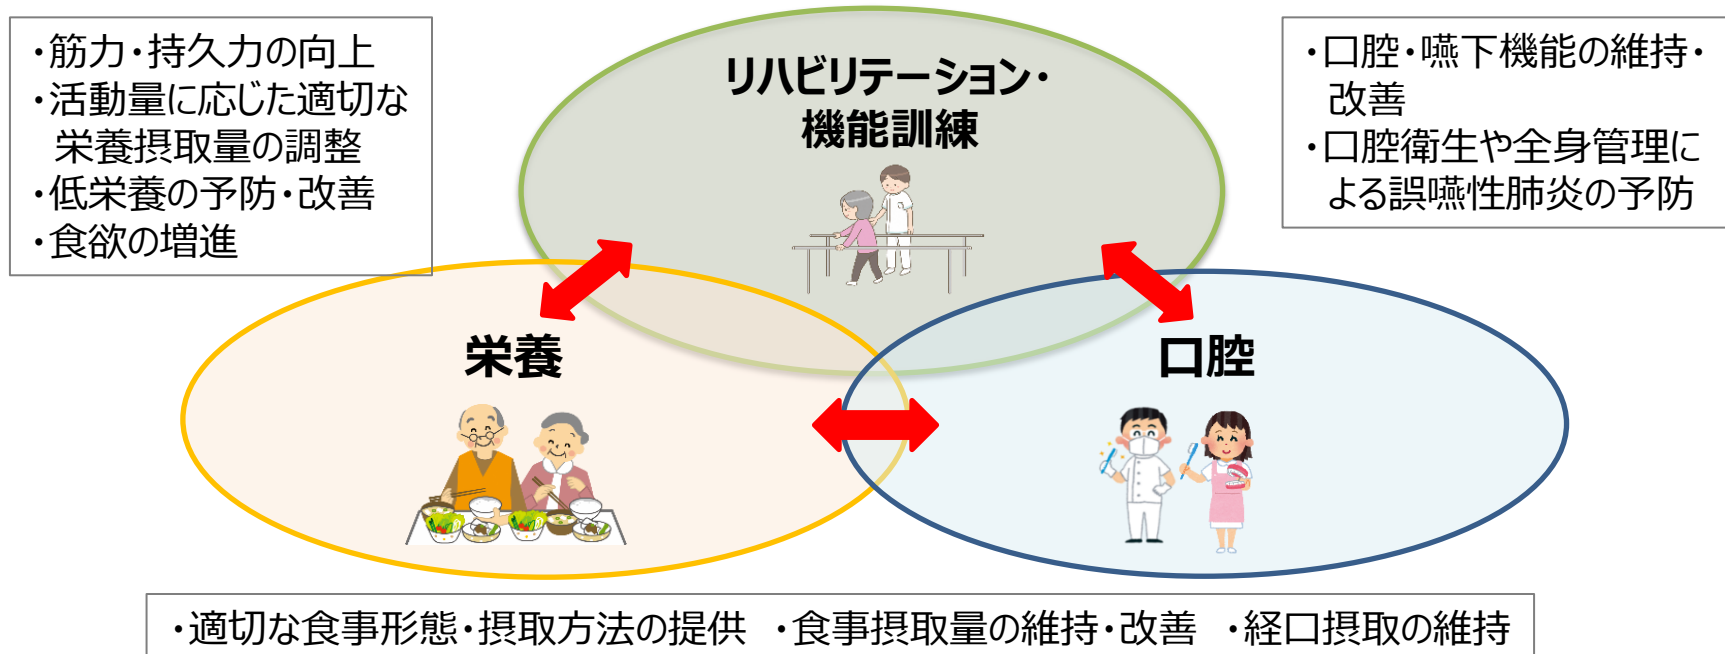 ・筋力・持久力の向上
・活動量に応じた適切な
栄養摂取量の調整
・低栄養の予防・改善
・食欲の増進
リハビリテーション・
機能訓練
・口腔・嚥下機能の維持・
改善
・口腔衛生や全身管理に
よる誤嚥性肺炎の予防
栄養
口腔
・適切な食事形態・摂取方法の提供 ・食事摂取量の維持・改善 ・経口摂取の維持